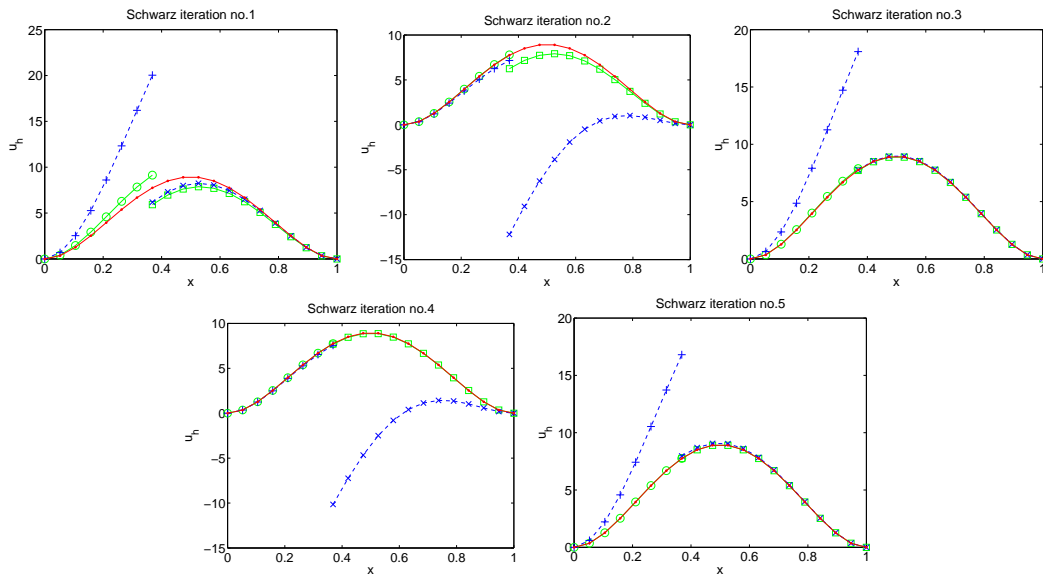 Schwarz iteration no.1
25
20
15
10
5
0
0 0.2 0.4 0.6 0.8 1
x
u_h
Schwarz iteration no.2
10
5
0
−5
−10
−15
0 0.2 0.4 0.6 0.8 1
x
u_h
Schwarz iteration no.3
20
15
10
5
0
0 0.2 0.4 0.6 0.8 1
x
u_h
Schwarz iteration no.4
10
5
0
−5
−10
−15
0 0.2 0.4 0.6 0.8 1
x
u_h
Schwarz iteration no.5
20
15
10
5
0
0 0.2 0.4 0.6 0.8 1
x
u_h